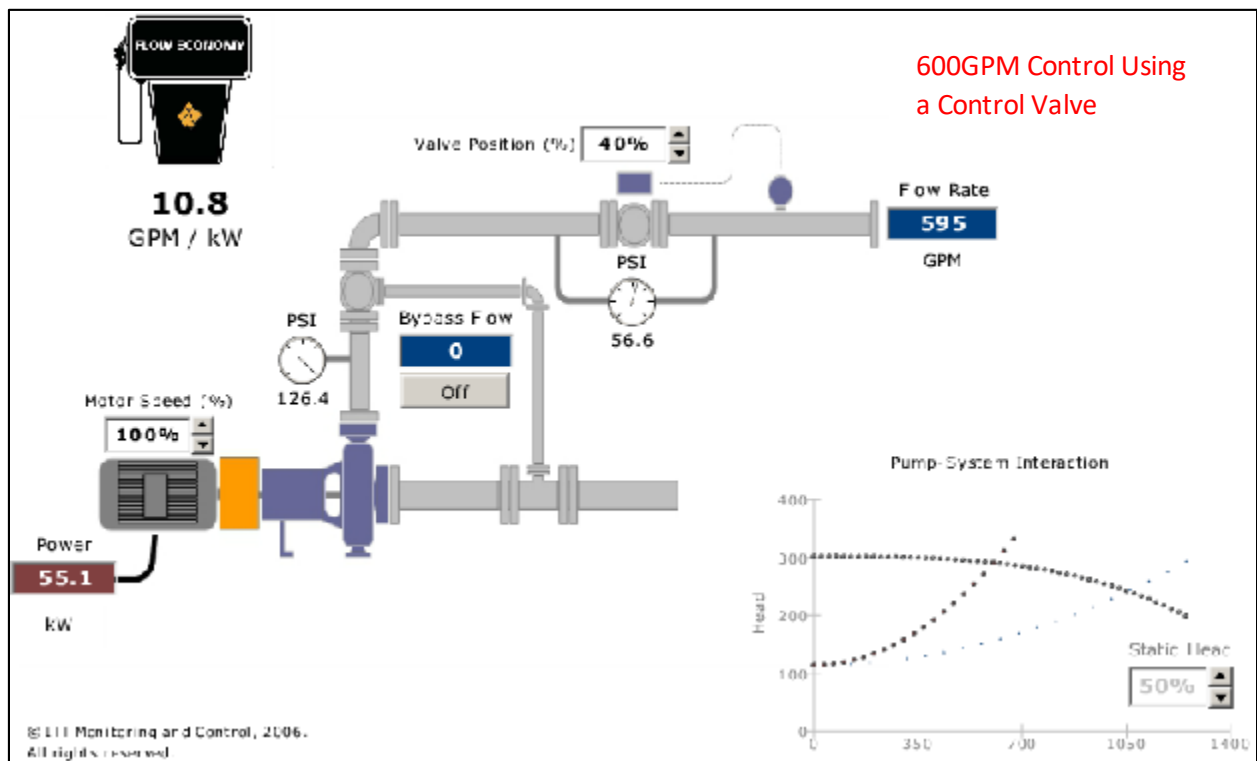 FLOW ECONOMY
10.8
GPM / kW
600GPM Control Using
a Control Valve
Valve Position (%)
40%
Flow Rate
595
GPM
PSI
56.6
PSI
126.4
Bypass Flow
0
Off
Motor Speed (%)
100%
Power
55.1
kW
Pump-System Interaction
400
300
200
100
0
Head
Static Head
50%
0
350
700
1050
1400
© ITT Monitoring and Control, 2006.
All rights reserved.